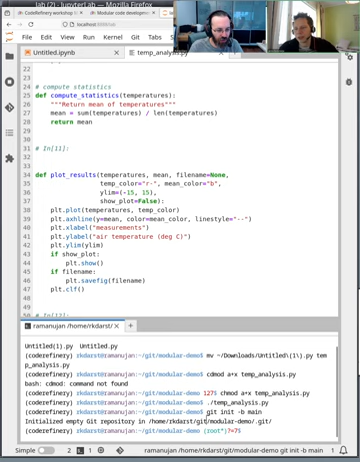 lab (2) - JupyterLab — Mozilla Firefox
CodeRefinery workshop
Modular code developmen
localhost:8888/lab
File Edit View Run Kernel Git Tabs
Untitled.ipynb
temp_analysis.py
22
23
24 # compute statistics
25 def compute_statistics(temperatures):
26 """Return mean of temperatures"""
27 mean = sum(temperatures) / len(temperatures)
28 return mean
29
30
31 # In[11]:
32
33
34 def plot_results(temperatures, mean, filename=None,
35 temp_color="r-", mean_color="b",
36 ylim=(-15, 15),
37 show_plot=False):
38 plt.plot(temperatures, temp_color)
39 plt.axhline(y=mean, color=mean_color, linestyle="--")
40 plt.xlabel("measurements")
41 plt.ylabel("air temperature (deg C)")
42 plt.ylim(ylim)
43 if show_plot:
44 plt.show()
45 if filename:
46 plt.savefig(filename)
47 plt.clf()
48
49
50 # In[12]:
ramanujan /home/rkdarst/
Untitled(1).py Untitled.py
(coderefinery) rkdarst@ramanujan:~/git/modular-demo$ mv ~/Downloads/Untitled\(1\).py tem
p_analysis.py
(coderefinery) rkdarst@ramanujan:~/git/modular-demo$ cdmod a+x temp_analysis.py
bash: cdmod: command not found
(coderefinery) rkdarst@ramanujan:~/git/modular-demo 127$ chmod a+x temp_analysis.py
(coderefinery) rkdarst@ramanujan:~/git/modular-demo$ ./temp_analysis.py
(coderefinery) rkdarst@ramanujan:~/git/modular-demo$ git init -b main
Initialized empty Git repository in /home/rkdarst/git/modular-demo/.git/
(coderefinery) rkdarst@ramanujan:~/git/modular-demo (root*)?=75
Simple
2
1
modular-demo git init -b main
1